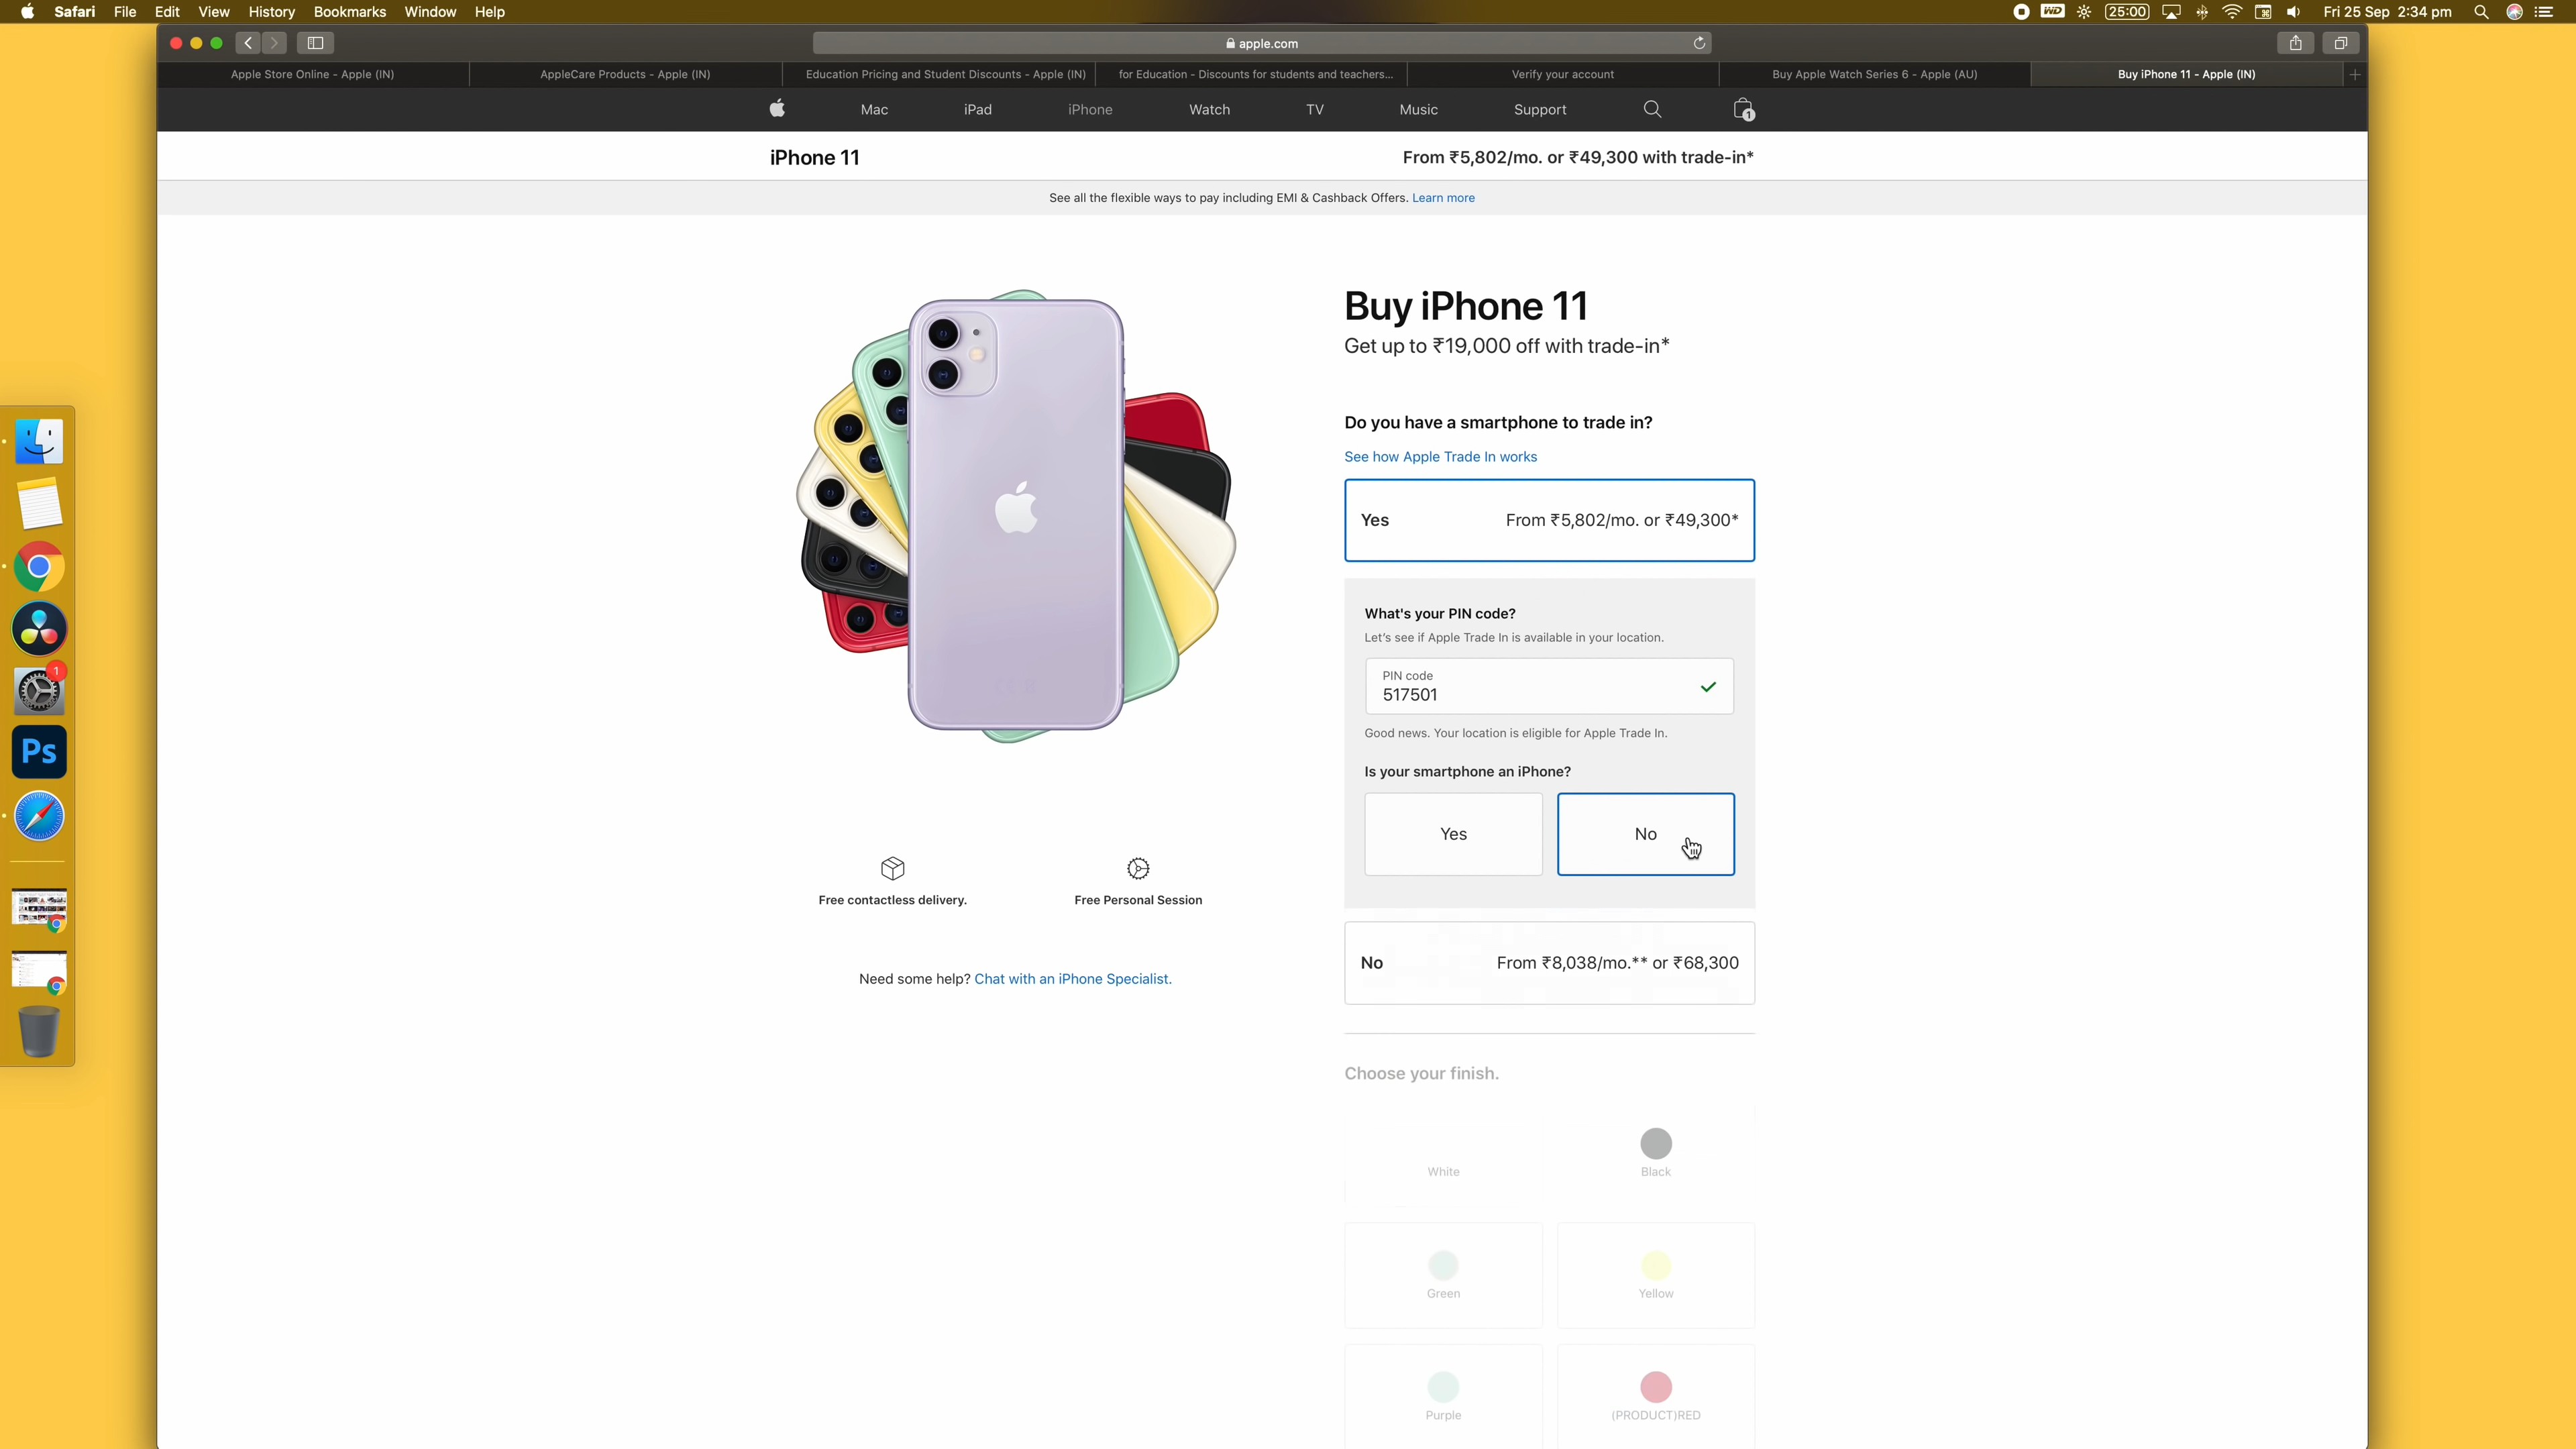 Safari File Edit View History Bookmarks Window Help
WD 25:00 Fri 25 Sep 2:34 pm
apple.com
Apple Store Online - Apple (IN)
AppleCare Products - Apple (IN)
Education Pricing and Student Discounts - Apple (IN)
for Education - Discounts for students and teachers...
Verify your account
Buy Apple Watch Series 6 - Apple (AU)
Buy iPhone 11 - Apple (IN)
Mac iPad iPhone Watch TV Music Support 1
iPhone 11
From ₹5,802/mo. or ₹49,300 with trade-in*
See all the flexible ways to pay including EMI & Cashback Offers. Learn more
Buy iPhone 11
Get up to ₹19,000 off with trade-in*
Do you have a smartphone to trade in?
See how Apple Trade In works
Yes From ₹5,802/mo. or ₹49,300*
What's your PIN code?
Let's see if Apple Trade In is available in your location.
PIN code
517501
Good news. Your location is eligible for Apple Trade In.
Is your smartphone an iPhone?
Yes No
No From ₹8,038/mo.** or ₹68,300
Choose your finish.
White Black
Green Yellow
Purple (PRODUCT)RED
Free contactless delivery.
Free Personal Session
Need some help? Chat with an iPhone Specialist.
1
Ps